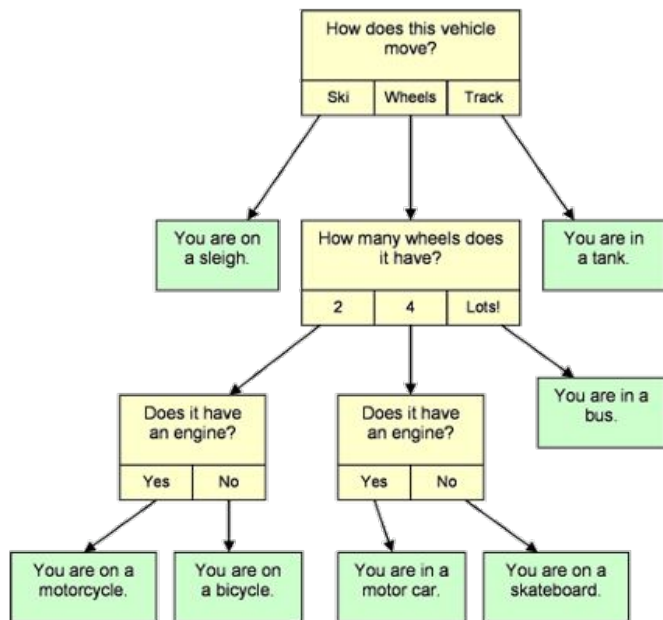 How does this vehicle
move?
Ski
Wheels
Track
You are on
a sleigh.
How many wheels does
it have?
2
4
Lots!
You are in
a tank.
You are in a
bus.
Does it have
an engine?
Yes
No
Does it have
an engine?
Yes
No
You are on a
motorcycle.
You are on
a bicycle.
You are in a
motor car.
You are on a
skateboard.